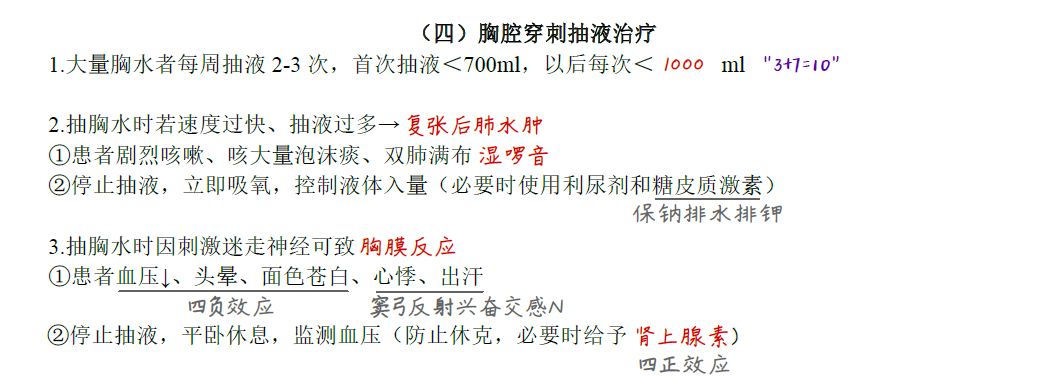 （四）胸腔穿刺抽液治疗
1.大量胸水者每周抽液 2-3 次，首次抽液＜700ml，以后每次＜ 1000 ml "3+7=10"
2.抽胸水时若速度过快、抽液过多→ 复张后肺水肿
①患者剧烈咳嗽、咳大量泡沫痰、双肺满布 湿啰音
②停止抽液，立即吸氧，控制液体入量（必要时使用利尿剂和糖皮质激素）
保钠排水排钾
3.抽胸水时因刺激迷走神经可致 胸膜反应
①患者血压↓、头晕、面色苍白、心悸、出汗
四负效应 窦弓反射兴奋交感N
②停止抽液，平卧休息，监测血压（防止休克，必要时给予 肾上腺素）
四正效应